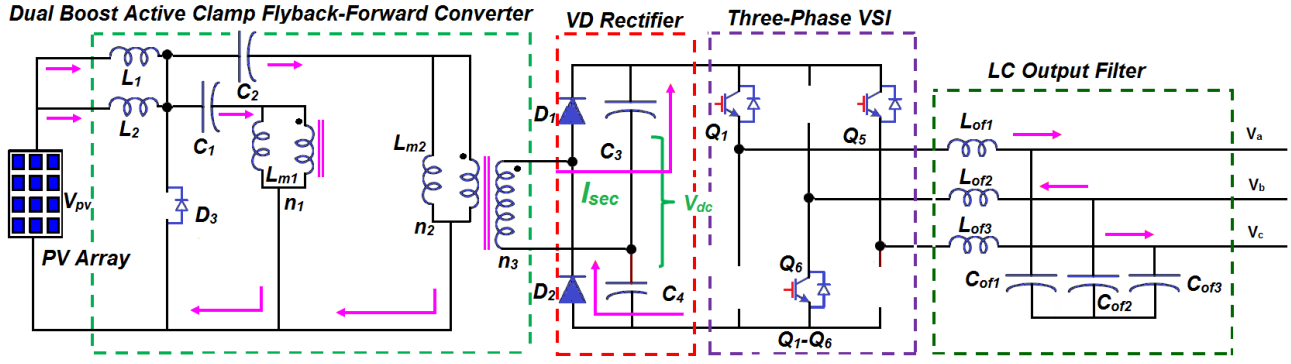 Dual Boost Active Clamp Flyback-Forward Converter
VD Rectifier
Three-Phase VSI
LC Output Filter
L1
C2
L2
C1
Lm1
n1
Lm2
n2
n3
D3
Vpv
PV Array
D1
C3
Isec
Vdc
D2
C4
Q1
Q5
Q6
Q1-Q6
Lof1
Lof2
Lof3
Va
Vb
Vc
Cof1
Cof2
Cof3